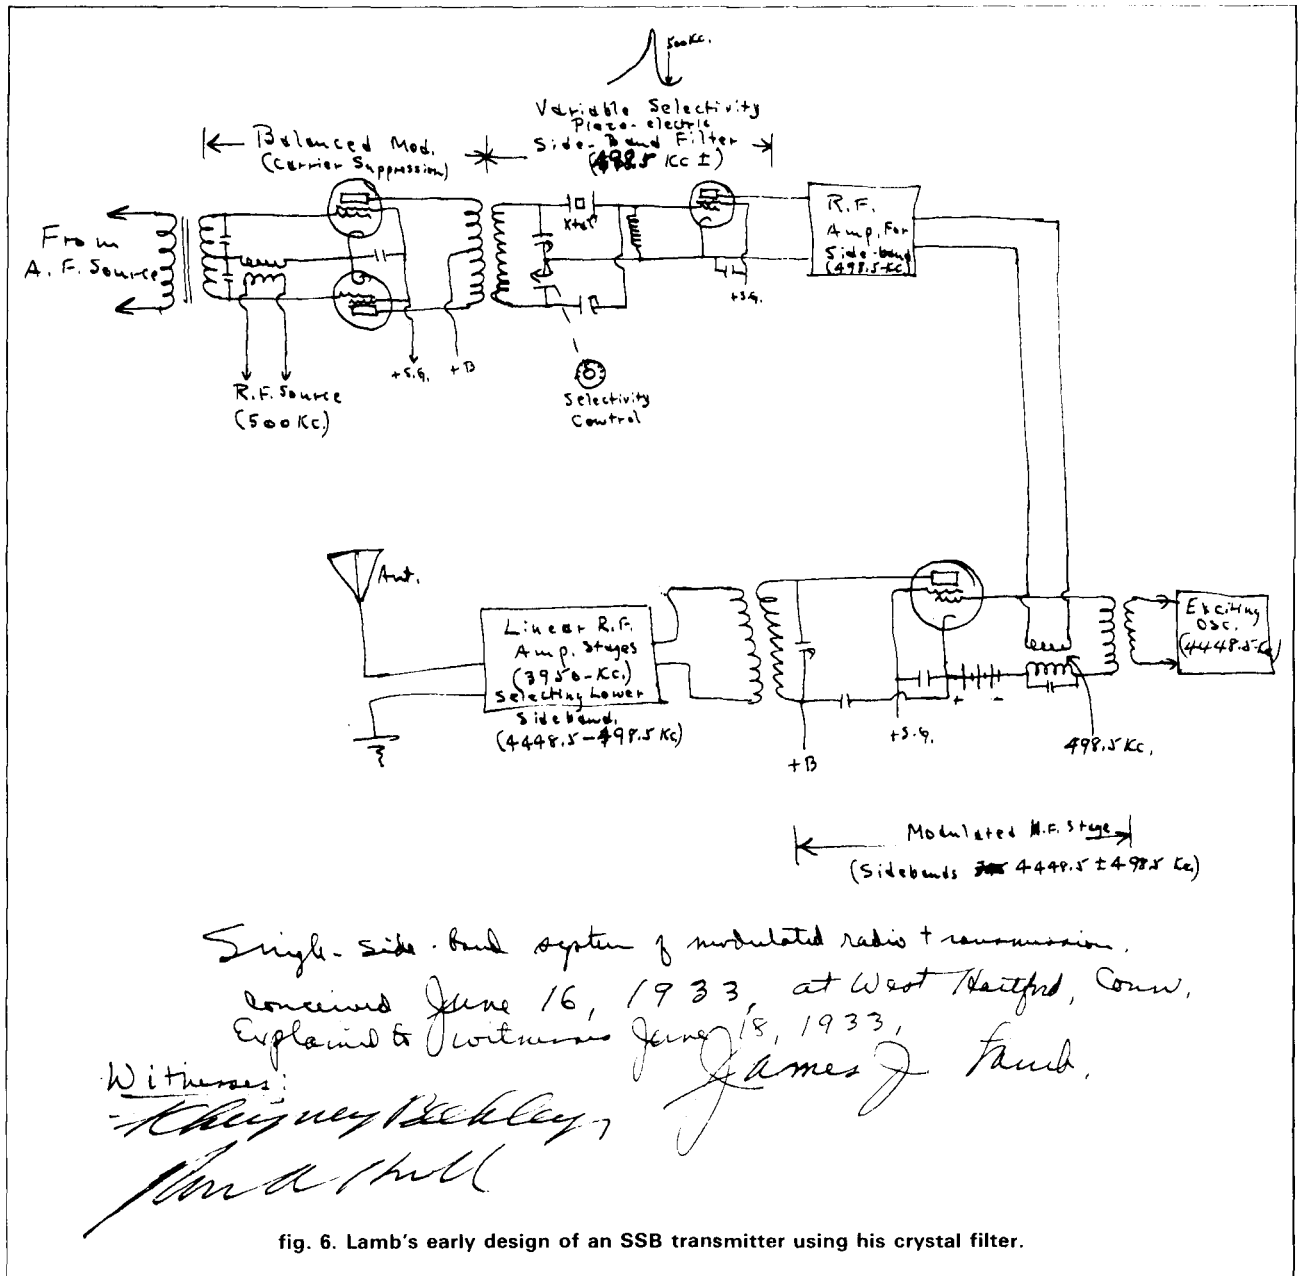 500 Kc.
Variable Selectivity
Piezo-electric
Side-Band Filter
(498.5 Kc ±)
Balanced Mod.
(Carrier Suppression)
From
A.F. Source
R.F. Source
(500 Kc.)
+S.G.
+B
Xtal
Selectivity
Control
+S.G.
R.F.
Amp. For
Side-band
(498.5-Kc)
Ant.
Linear R.F.
Amp. Stages
(3950-Kc.)
Selecting Lower
Sideband.
(4448.5-498.5 Kc)
Exciting
Osc.
(4448.5-Kc)
+ -
+S.G.
498.5 Kc.
+B
Modulated R.F. Stage
(Sidebands 4448.5 ± 498.5 Kc)
Single-side-band system of modulated radio transmission,
conceived June 16, 1933, at West Hartford, Conn.
Explained to witnesses June 18, 1933.
James J Lamb.
Witnesses:
fig. 6. Lamb's early design of an SSB transmitter using his crystal filter.